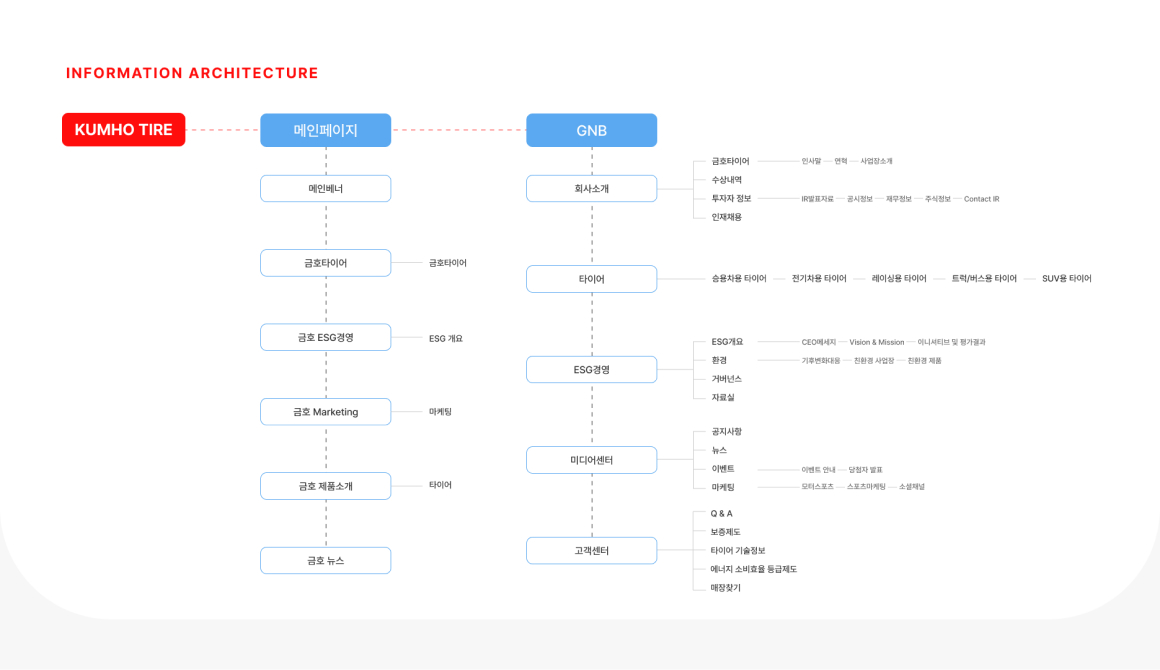 INFORMATION ARCHITECTURE
KUMHO TIRE
메인페이지
GNB
메인베너
금호타이어
금호타이어
금호 ESG경영
ESG 개요
금호 Marketing
마케팅
금호 제품소개
타이어
금호 뉴스
회사소개
금호타이어
인사말
연혁
사업장소개
수상내역
투자자 정보
IR발표자료
공시정보
재무정보
주식정보
Contact IR
인재채용
타이어
승용차용 타이어
전기차용 타이어
레이싱용 타이어
트럭/버스용 타이어
SUV용 타이어
ESG경영
ESG개요
CEO메세지
Vision & Mission
이니셔티브 및 평가결과
환경
기후변화대응
친환경 사업장
친환경 제품
거버넌스
자료실
미디어센터
공지사항
뉴스
이벤트
이벤트 안내
당첨자 발표
마케팅
모터스포츠
스포츠마케팅
소셜채널
고객센터
Q & A
보증제도
타이어 기술정보
에너지 소비효율 등급제도
매장찾기